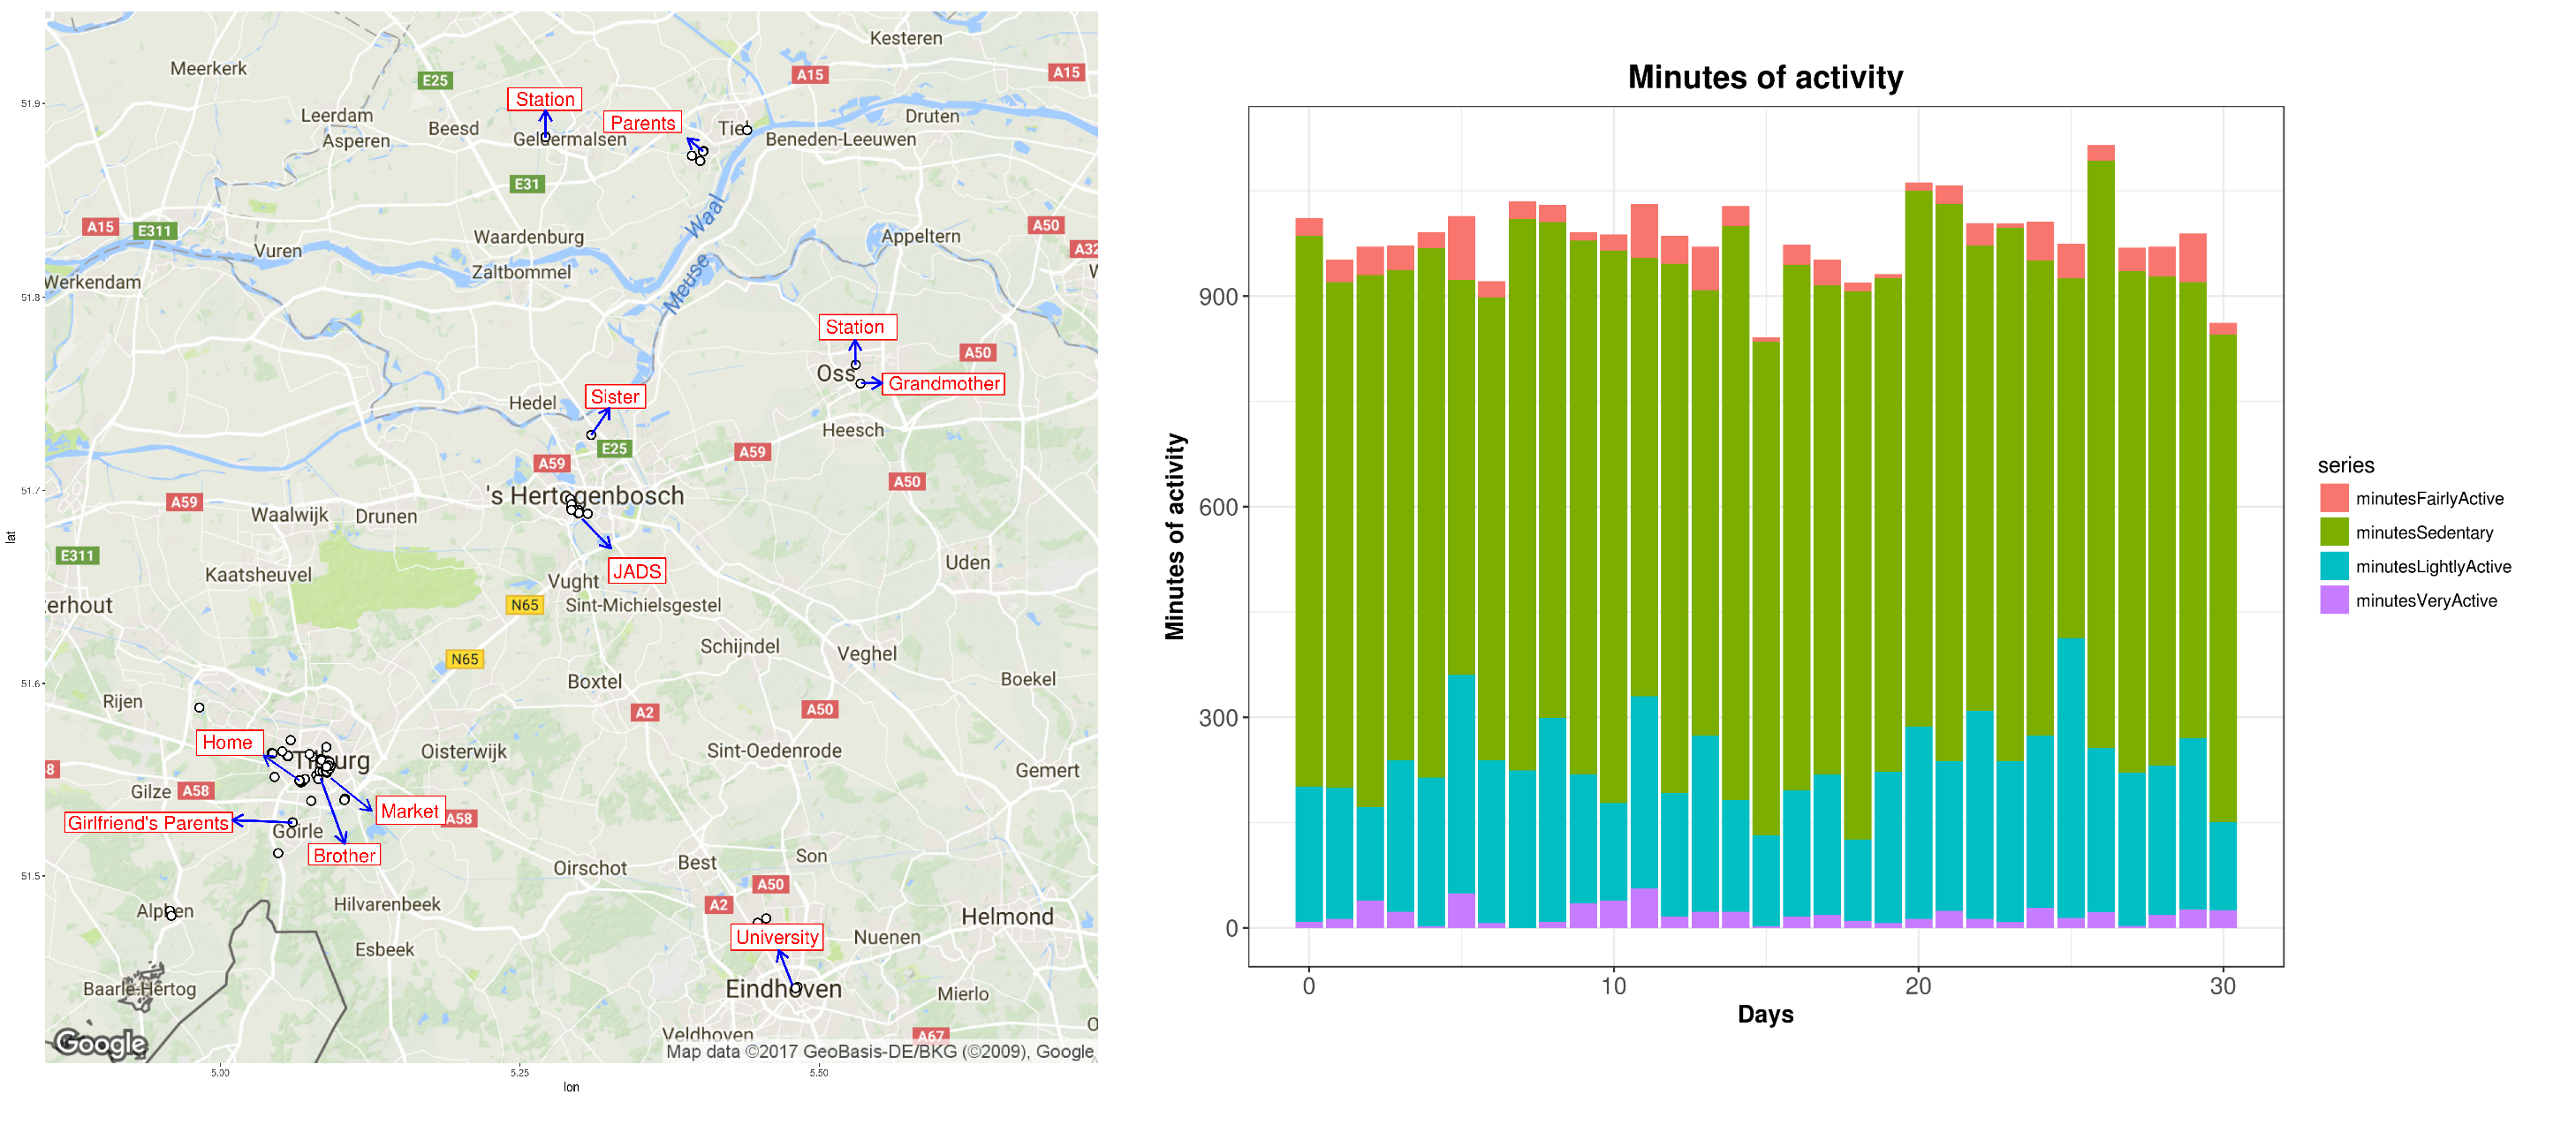 Kesteren
Meerkerk
A15
A15
E25
51.9
Station
Leerdam
Beesd
Parents
Tiel
Druten
Asperen
Geldermalsen
Beneden-Leeuwen
E31
Waal
A15
E311
A50
Vuren
Waardenburg
Appeltern
A32
Zaltbommel
Meuse
Werkendam
51.8
Station
A50
Oss
Grandmother
Sister
Hedel
Heesch
E25
A59
A59
51.7
's Hertogenbosch
A50
A59
Waalwijk
Drunen
lat
E311
JADS
Uden
Kaatsheuvel
Vught
terhout
N65
Sint-Michielsgestel
Schijndel
Veghel
N65
51.6
Boxtel
Boekel
Rijen
A2
A50
Home
Oisterwijk
Sint-Oedenrode
Tilburg
8
Gemert
Gilze
A58
Market
A58
Girlfriend's Parents
Goirle
Brother
Best
Son
Oirschot
51.5
A50
A2
Hilvarenbeek
Alphen
Helmond
University
Nuenen
Esbeek
Baarle-Hertog
Eindhoven
Mierlo
Veldhoven
A67
Google
Map data ©2017 GeoBasis-DE/BKG (©2009), Google
5.00
5.25
5.50
lon
Minutes of activity
Minutes of activity
900
600
300
0
0
10
20
30
Days
series
minutesFairlyActive
minutesSedentary
minutesLightlyActive
minutesVeryActive